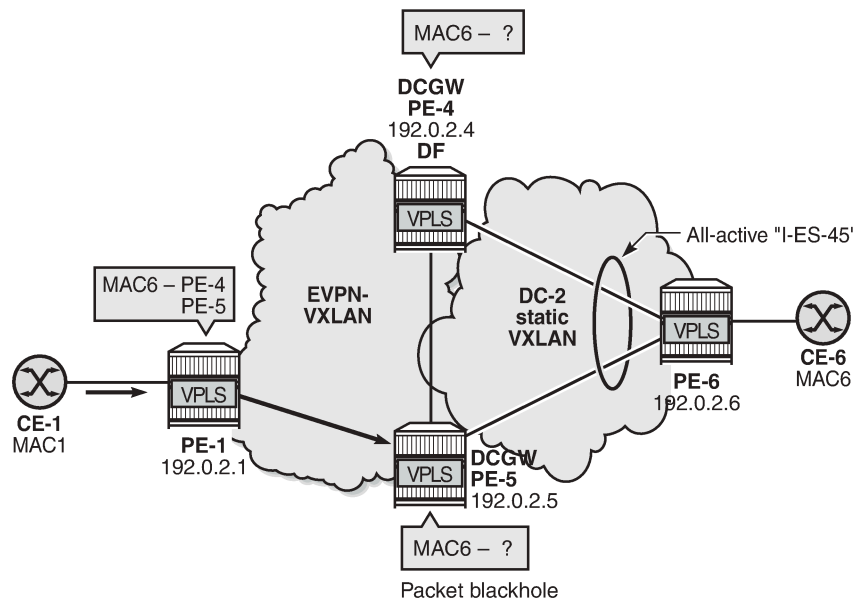 MAC6 – ?
DCGW
PE-4
192.0.2.4
DF
VPLS
All-active "I-ES-45'
MAC6 – PE-4
PE-5
EVPN-
VXLAN
DC-2
static
VXLAN
VPLS
CE-6
MAC6
PE-6
192.0.2.6
VPLS
CE-1
MAC1
PE-1
192.0.2.1
VPLS
DCGW
PE-5
192.0.2.5
MAC6 – ?
Packet blackhole